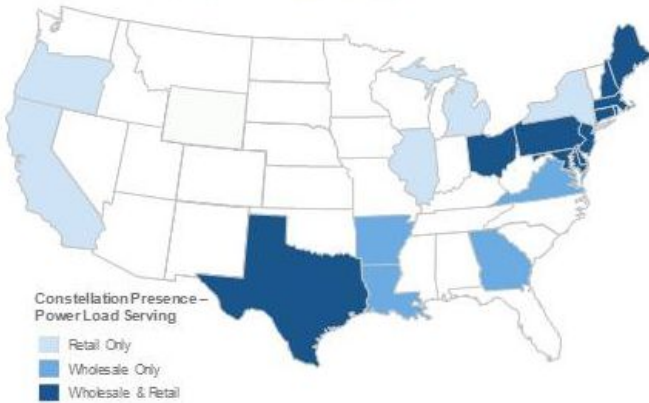 Constellation Presence –
Power Load Serving
Retail Only
Wholesale Only
Wholesale & Retail